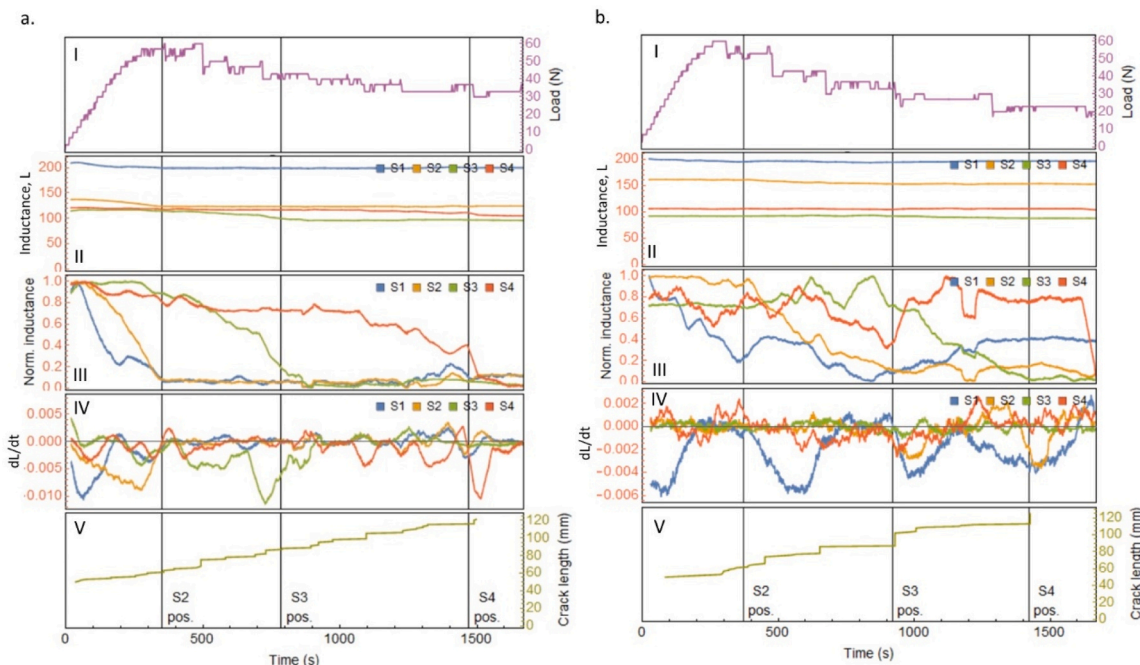 a.
I
60
50
40
30
20
10
0
Load (N)
200
150
100
50
0
Inductance, L
S1 S2 S3 S4
II
1.0
0.8
0.6
0.4
0.2
0.0
Norm. inductance
S1 S2 S3 S4
III
IV
0.005
0.000
-0.005
-0.010
dL/dt
S1 S2 S3 S4
V
120
100
80
60
40
20
0
Crack length (mm)
S2 pos.
S3 pos.
S4 pos.
0 500 1000 1500
Time (s)
b.
I
60
50
40
30
20
10
0
Load (N)
200
150
100
50
0
Inductance, L
S1 S2 S3 S4
II
1.0
0.8
0.6
0.4
0.2
0.0
Norm. inductance
S1 S2 S3 S4
III
IV
0.002
0.000
-0.002
-0.004
-0.006
dL/dt
S1 S2 S3 S4
V
120
100
80
60
40
20
0
Crack length (mm)
S2 pos.
S3 pos.
S4 pos.
0 500 1000 1500
Time (s)